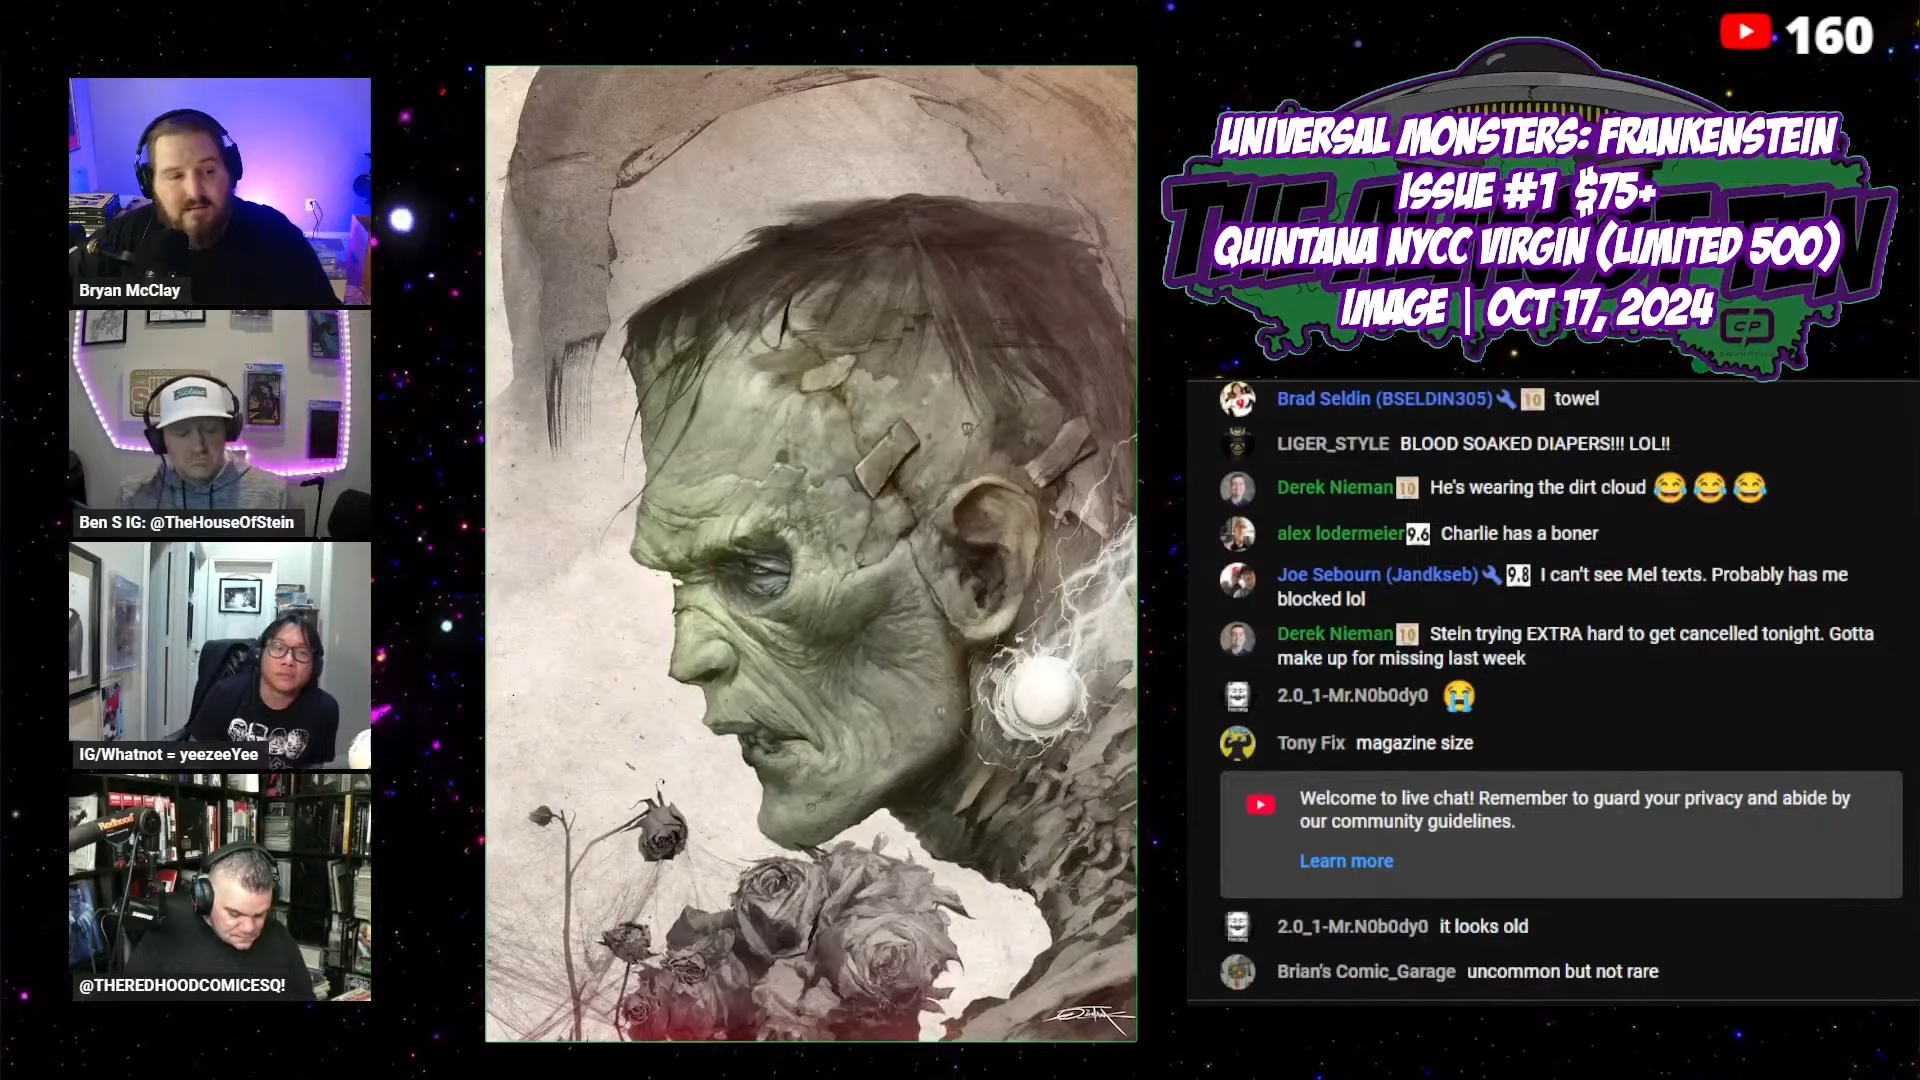 160
UNIVERSAL MONSTERS: FRANKENSTEIN
ISSUE #1 $75+
QUINTANA NYCC VIRGIN (LIMITED 500)
IMAGE | OCT 17, 2024
THE ALMOST TEN
CP
Bryan McClay
Ben S IG: @TheHouseOfStein
IG/Whatnot = yeezeeYee
@THEREDHOODCOMICESQ!
Brad Seldin (BSELDIN305) 10 towel
LIGER_STYLE BLOOD SOAKED DIAPERS!!! LOL!!
Derek Nieman 10 He's wearing the dirt cloud 😂😂😂
alex lodermeier 9.6 Charlie has a boner
Joe Sebourn (Jandkseb) 9.8 I can't see Mel texts. Probably has me
blocked lol
Derek Nieman 10 Stein trying EXTRA hard to get cancelled tonight. Gotta
make up for missing last week
2.0_1-Mr.N0b0dy0 😭
Tony Fix magazine size
Welcome to live chat! Remember to guard your privacy and abide by
our community guidelines.
Learn more
2.0_1-Mr.N0b0dy0 it looks old
Brian's Comic_Garage uncommon but not rare